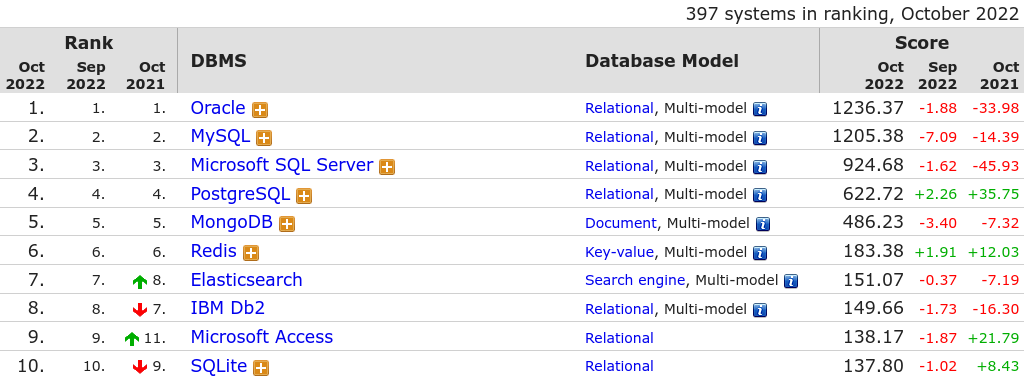 397 systems in ranking, October 2022
Rank DBMS Database Model Score
Oct 2022 Sep 2022 Oct 2021 Oct 2022 Sep 2022 Oct 2021
1. 1. 1. Oracle Relational, Multi-model 1236.37 -1.88 -33.98
2. 2. 2. MySQL Relational, Multi-model 1205.38 -7.09 -14.39
3. 3. 3. Microsoft SQL Server Relational, Multi-model 924.68 -1.62 -45.93
4. 4. 4. PostgreSQL Relational, Multi-model 622.72 +2.26 +35.75
5. 5. 5. MongoDB Document, Multi-model 486.23 -3.40 -7.32
6. 6. 6. Redis Key-value, Multi-model 183.38 +1.91 +12.03
7. 7. 8. Elasticsearch Search engine, Multi-model 151.07 -0.37 -7.19
8. 8. 7. IBM Db2 Relational, Multi-model 149.66 -1.73 -16.30
9. 9. 11. Microsoft Access Relational 138.17 -1.87 +21.79
10. 10. 9. SQLite Relational 137.80 -1.02 +8.43